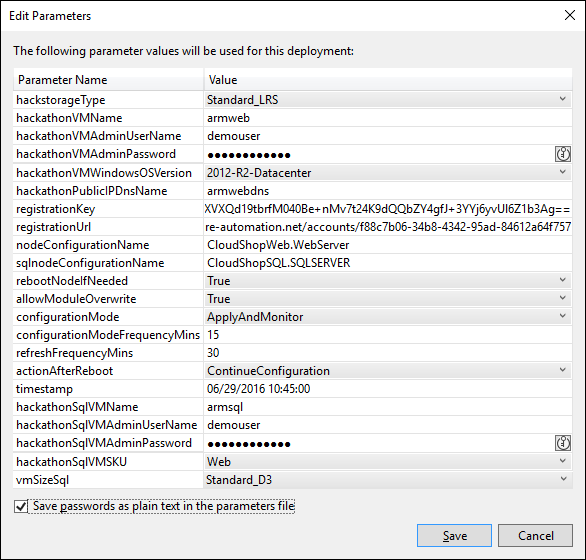 Edit Parameters
The following parameter values will be used for this deployment:
Parameter Name Value
hackstorageType Standard_LRS
hackathonVMName armweb
hackathonVMAdminUserName demouser
hackathonVMAdminPassword ●●●●●●●●●●●●
hackathonVMWindowsOSVersion 2012-R2-Datacenter
hackathonPublicIPDnsName armwebdns
registrationKey XVXQd19tbrfM040Be+nMv7t24K9dQQbZY4gfJ+3YYj6yvUI6Z1b3Ag==
registrationUrl re-automation.net/accounts/f88c7b06-34b8-4342-95ad-84612a64f757
nodeConfigurationName CloudShopWeb.WebServer
sqlnodeConfigurationName CloudShopSQL.SQLSERVER
rebootNodeIfNeeded True
allowModuleOverwrite True
configurationMode ApplyAndMonitor
configurationModeFrequencyMins 15
refreshFrequencyMins 30
actionAfterReboot ContinueConfiguration
timestamp 06/29/2016 10:45:00
hackathonSqlVMName armsql
hackathonSqlVMAdminUserName demouser
hackathonSqlVMAdminPassword ●●●●●●●●●●●●
hackathonSqlVMSKU Web
vmSizeSql Standard_D3
Save passwords as plain text in the parameters file
Save Cancel